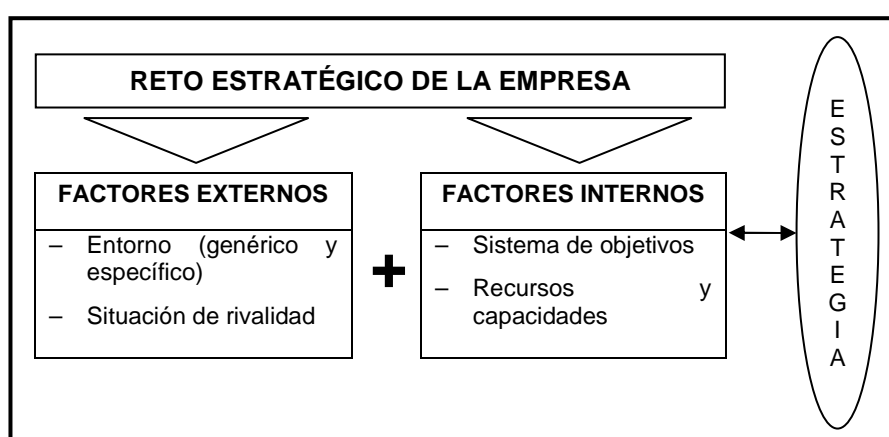 RETO ESTRATÉGICO DE LA EMPRESA
FACTORES EXTERNOS
– Entorno (genérico y
específico)
– Situación de rivalidad
+
FACTORES INTERNOS
– Sistema de objetivos
– Recursos y
capacidades
E
S
T
R
A
T
E
G
I
A